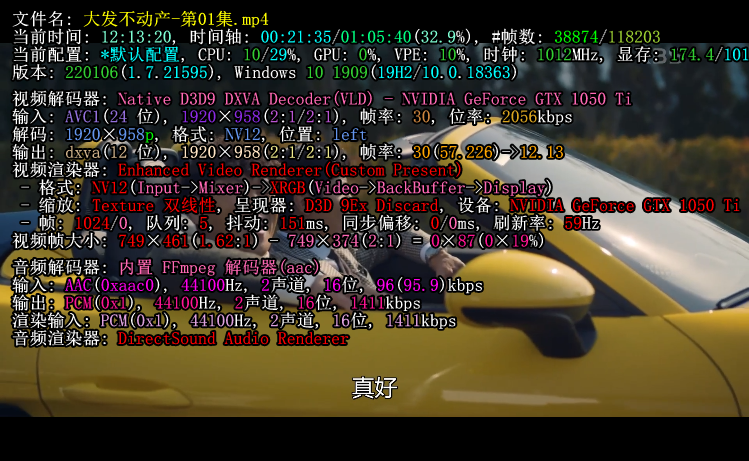 文件名: 大发不动产-第01集.mp4
当前时间: 12:13:20, 时间轴: 00:21:35/01:05:40(32.9%), #帧数: 38874/118203
当前配置: *默认配置, CPU: 10/29%, GPU: 0%, VPE: 10%, 时钟: 1012MHz, 显存: 174.4/101
版本: 220106(1.7.21595), Windows 10 1909(19H2/10.0.18363)
视频解码器: Native D3D9 DXVA Decoder(VLD) - NVIDIA GeForce GTX 1050 Ti
输入: AVC1(24 位), 1920×958(2:1/2:1), 帧率: 30, 位率: 2056kbps
解码: 1920×958p, 格式: NV12, 位置: left
输出: dxva(12 位), 1920×958(2:1/2:1), 帧率: 30(57.226)->12.13
视频渲染器: Enhanced Video Renderer(Custom Present)
- 格式: NV12(Input->Mixer)->XRGB(Video->BackBuffer->Display)
- 缩放: Texture 双线性, 呈现器: D3D 9Ex Discard, 设备: NVIDIA GeForce GTX 1050 Ti
- 帧: 1024/0, 队列: 5, 抖动: 151ms, 同步偏移: 0/0ms, 刷新率: 59Hz
视频帧大小: 749×461(1.62:1) - 749×374(2:1) = 0×87(0×19%)
音频解码器: 内置 FFmpeg 解码器(aac)
输入: AAC(0xaac0), 44100Hz, 2声道, 16位, 96(95.9)kbps
输出: PCM(0x1), 44100Hz, 2声道, 16位, 1411kbps
渲染输入: PCM(0x1), 44100Hz, 2声道, 16位, 1411kbps
音频渲染器: DirectSound Audio Renderer
真好